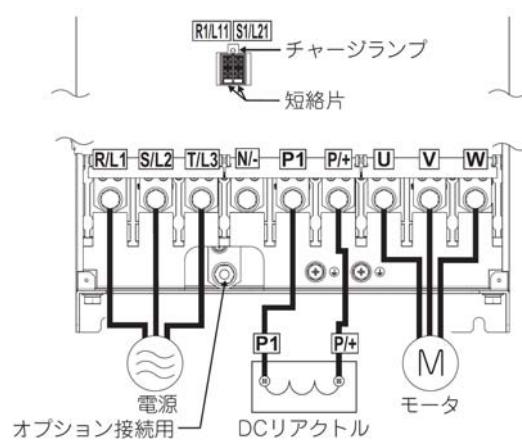 R1/L11 S1/L21
チャージランプ
短絡片
R/L1 S/L2 T/L3 N/- P1 P/+ U V W
P1 P/+
M
電源 モータ
オプション接続用 DCリアクトル